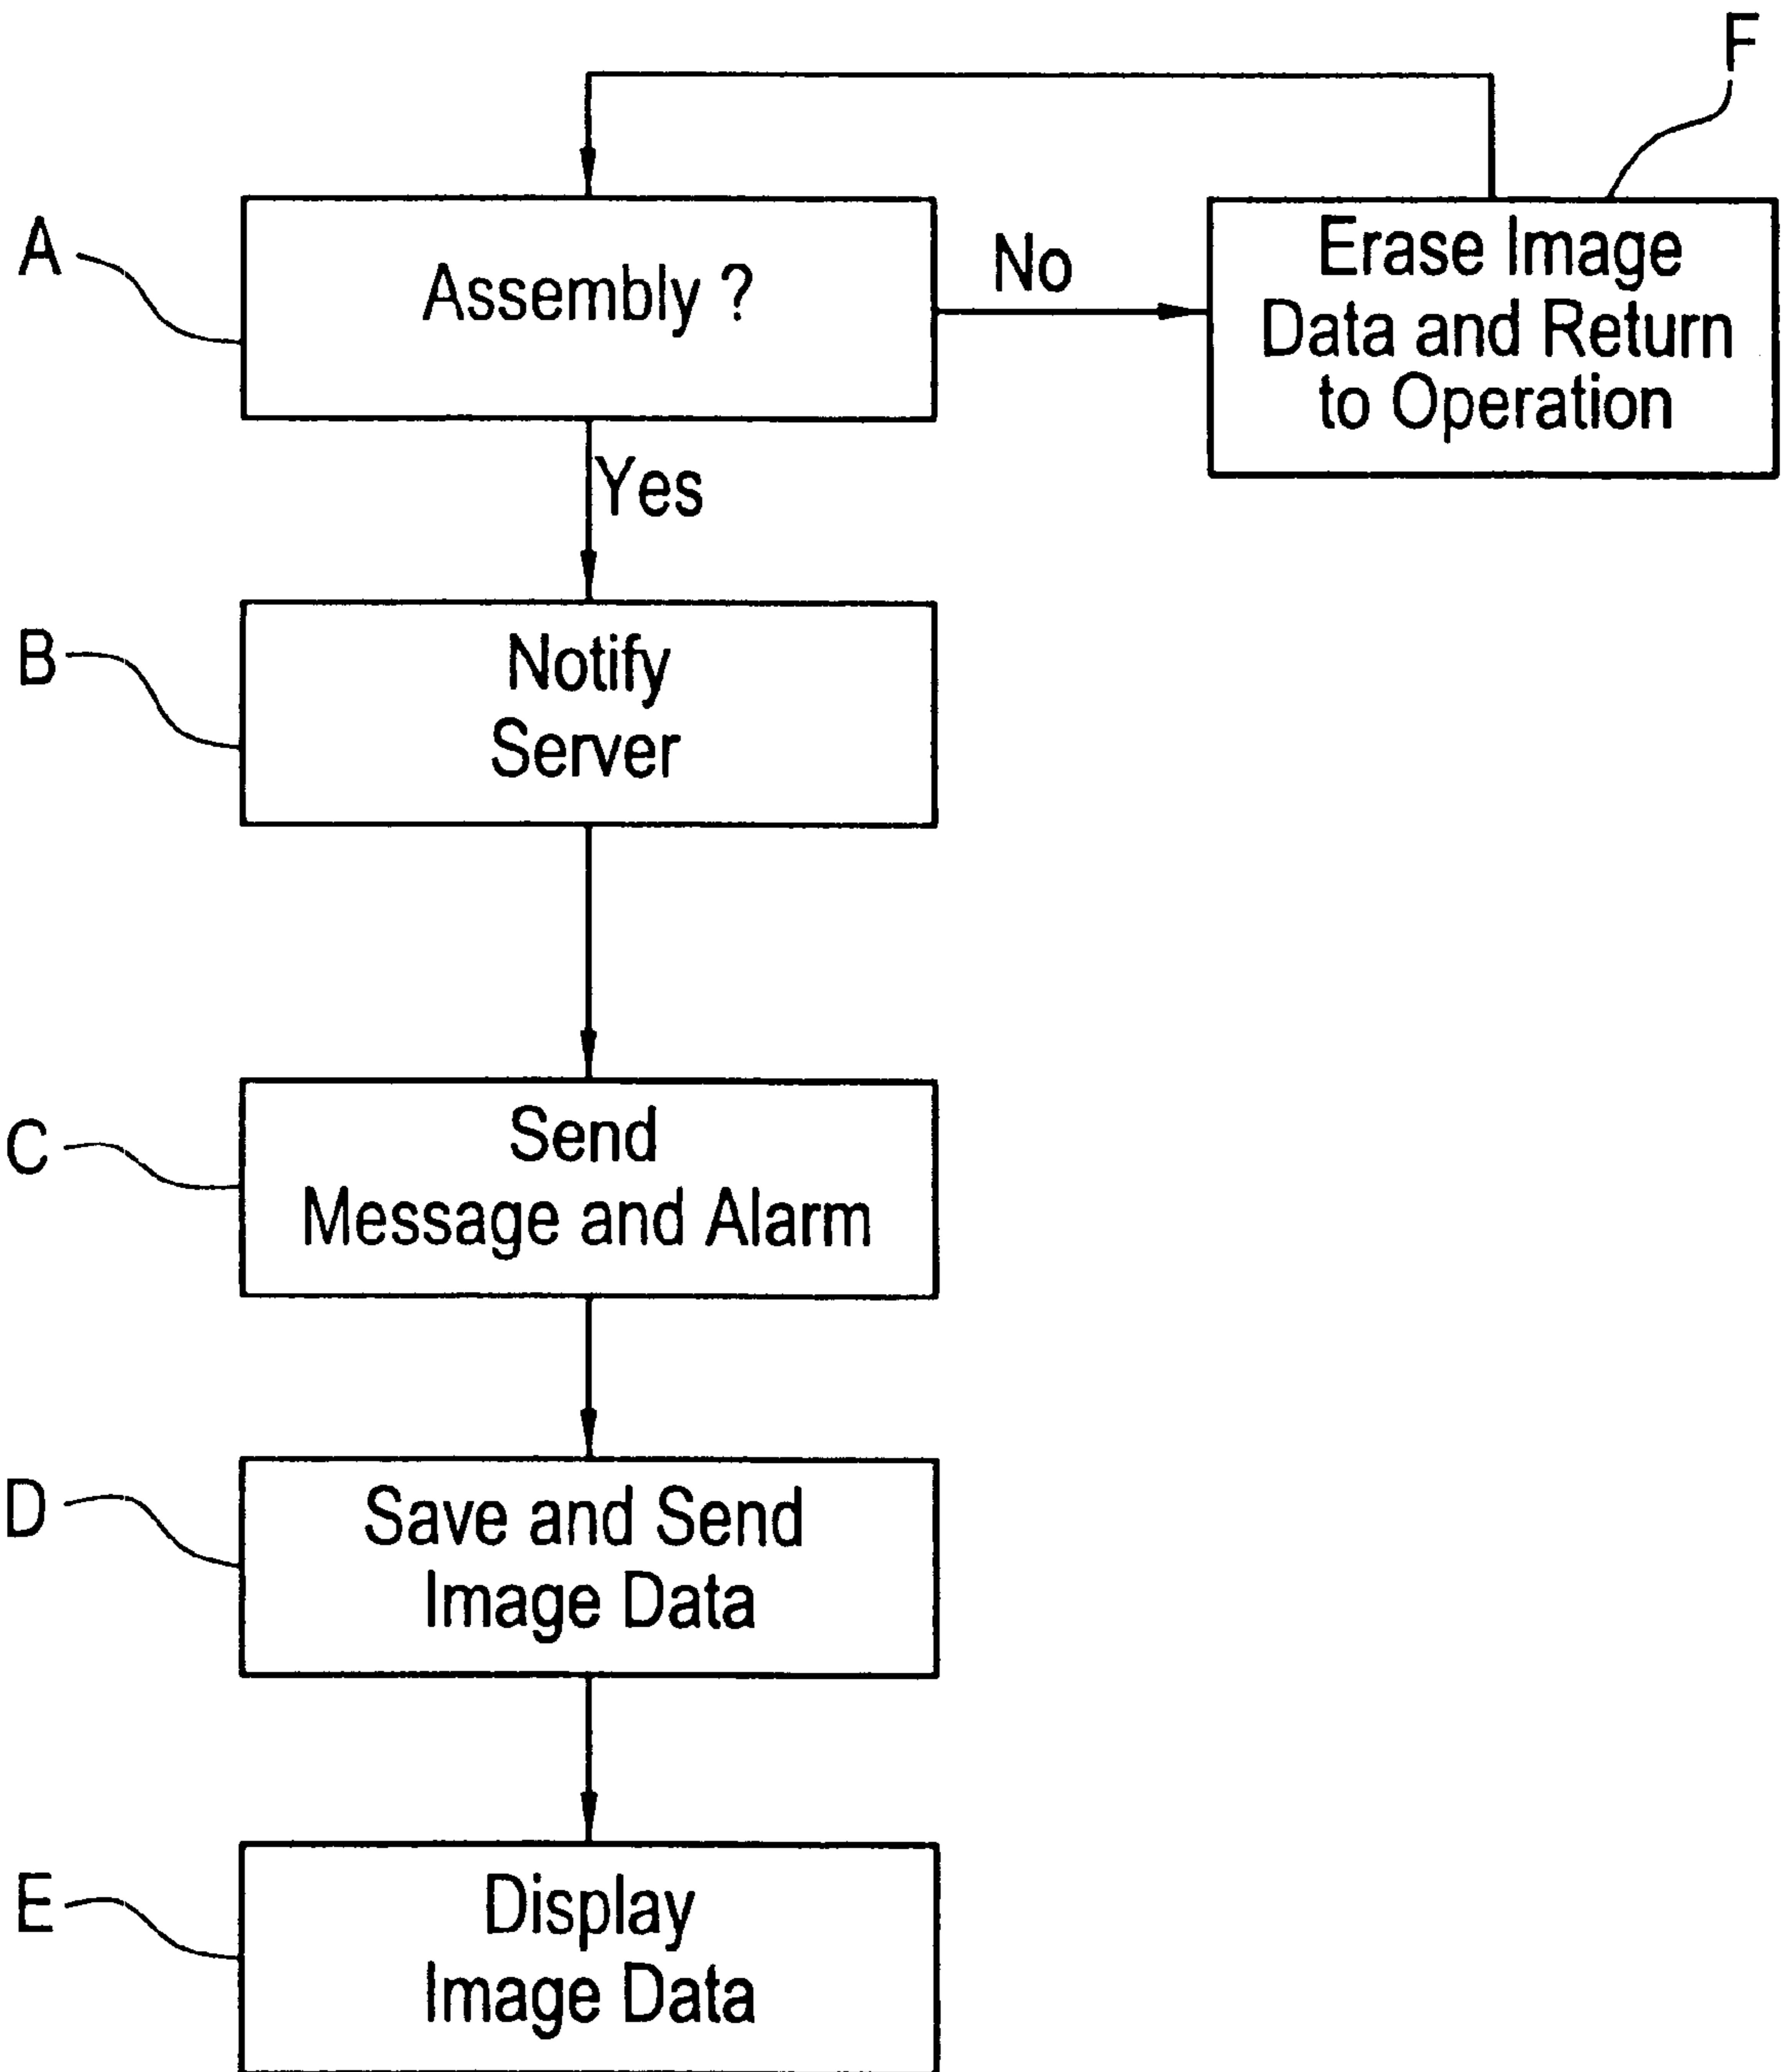 F
A
Assembly ?
No
Erase Image
Data and Return
to Operation
Yes
B
Notify
Server
C
Send
Message and Alarm
D
Save and Send
Image Data
E
Display
Image Data